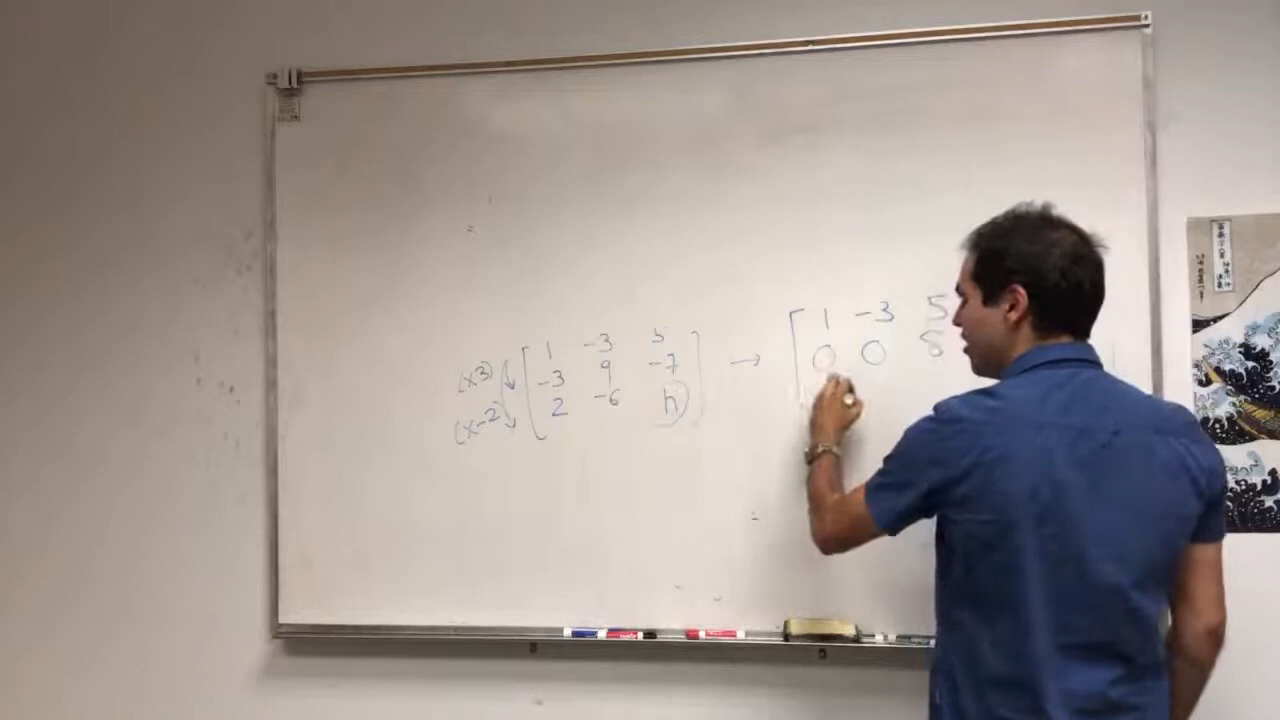 (x3) 1 -3 5
-3 9 -7
(x-2) 2 -6 h
→ 1 -3 5
0 0 8